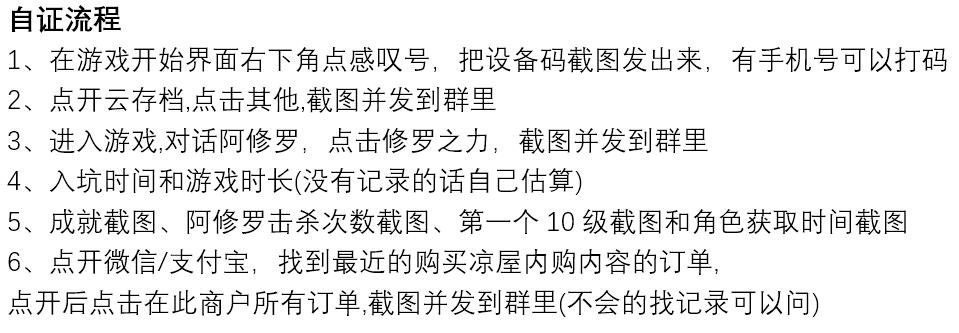 自证流程
1、在游戏开始界面右下角点感叹号，把设备码截图发出来，有手机号可以打码
2、点开云存档,点击其他,截图并发到群里
3、进入游戏,对话阿修罗，点击修罗之力，截图并发到群里
4、入坑时间和游戏时长(没有记录的话自己估算)
5、成就截图、阿修罗击杀次数截图、第一个 10 级截图和角色获取时间截图
6、点开微信/支付宝，找到最近的购买凉屋内购内容的订单,
点开后点击在此商户所有订单,截图并发到群里(不会的找记录可以问)